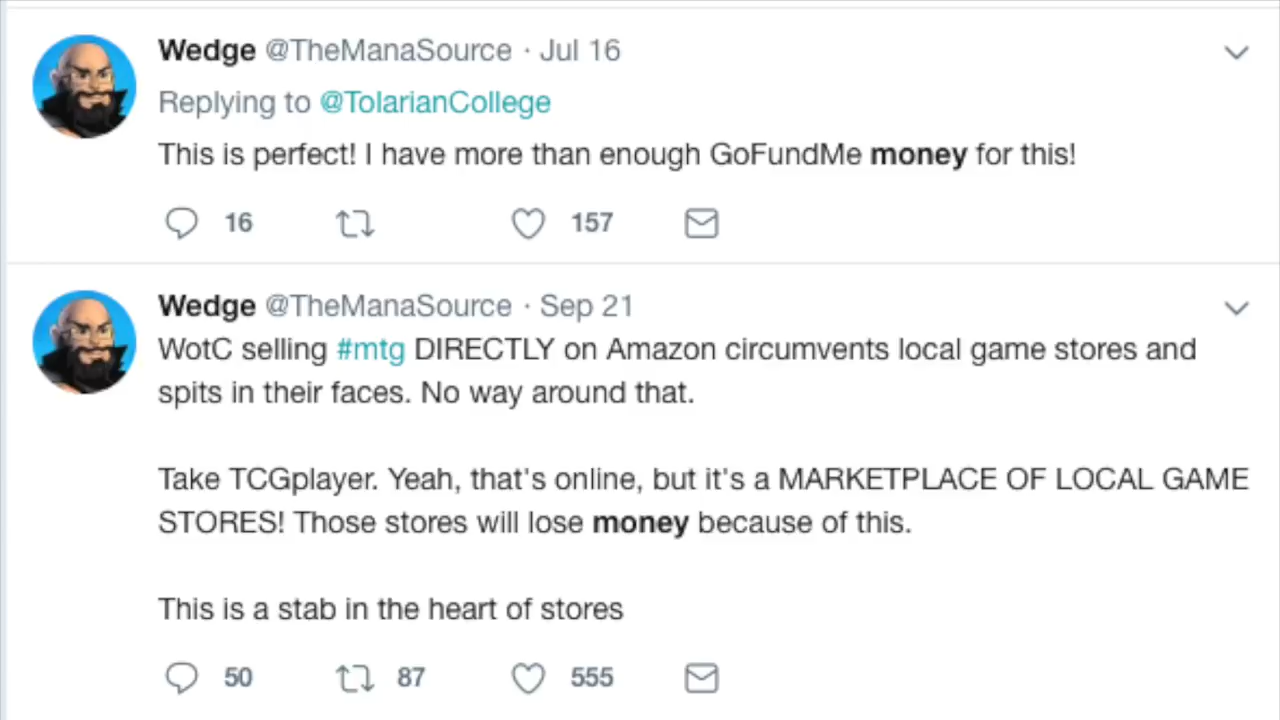 Wedge @TheManaSource · Jul 16
Replying to @TolarianCollege
This is perfect! I have more than enough GoFundMe money for this!
16 157
Wedge @TheManaSource · Sep 21
WotC selling #mtg DIRECTLY on Amazon circumvents local game stores and
spits in their faces. No way around that.
Take TCGplayer. Yeah, that's online, but it's a MARKETPLACE OF LOCAL GAME
STORES! Those stores will lose money because of this.
This is a stab in the heart of stores
50 87 555